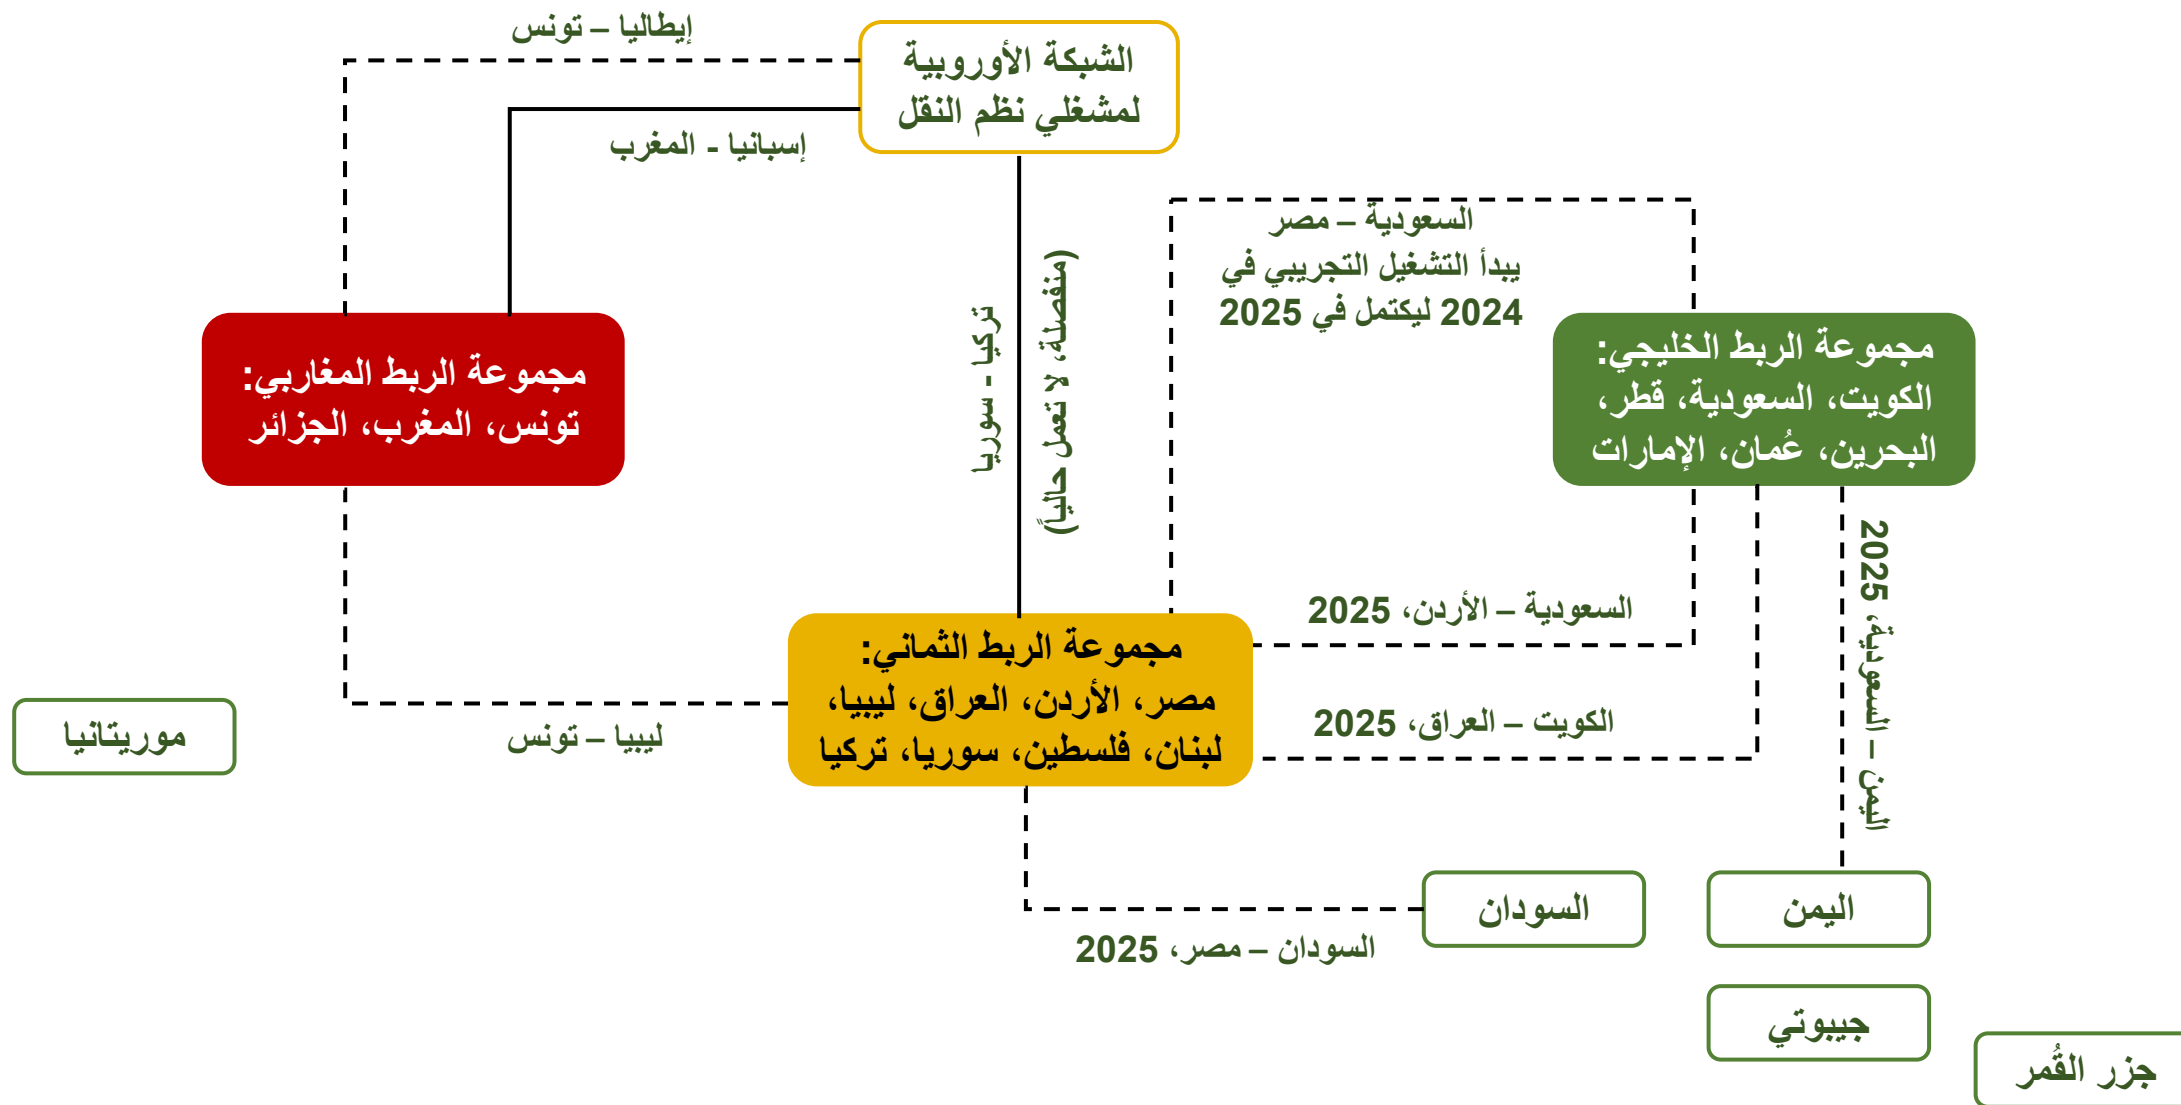 إيطاليا – تونس
الشبكة الأوروبية
لمشغلي نظم النقل
إسبانيا - المغرب
السعودية – مصر
يبدأ التشغيل التجريبي في
2024 ليكتمل في 2025
تركيا - سوريا
(منفصلة، لا تعمل حالياً)
مجموعة الربط الخليجي:
الكويت، السعودية، قطر،
البحرين، عُمان، الإمارات
مجموعة الربط المغاربي:
تونس، المغرب، الجزائر
اليمن – السعودية، 2025
السعودية – الأردن، 2025
مجموعة الربط الثماني:
مصر، الأردن، العراق، ليبيا،
لبنان، فلسطين، سوريا، تركيا
الكويت – العراق، 2025
ليبيا – تونس
موريتانيا
السودان
اليمن
السودان – مصر، 2025
جيبوتي
جزر القُمر